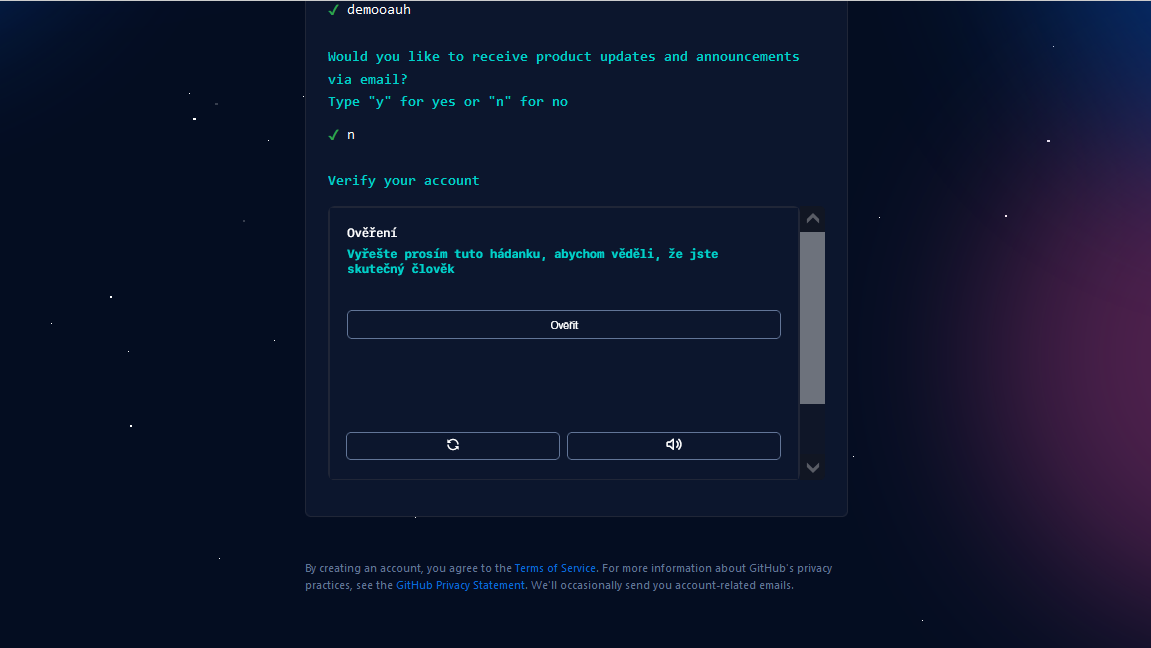 demooauh
Would you like to receive product updates and announcements
via email?
Type "y" for yes or "n" for no
n
Verify your account
Ověření
Vyřešte prosím tuto hádanku, abychom věděli, že jste
skutečný člověk
Ověřit
By creating an account, you agree to the Terms of Service. For more information about GitHub's privacy
practices, see the GitHub Privacy Statement. We'll occasionally send you account-related emails.